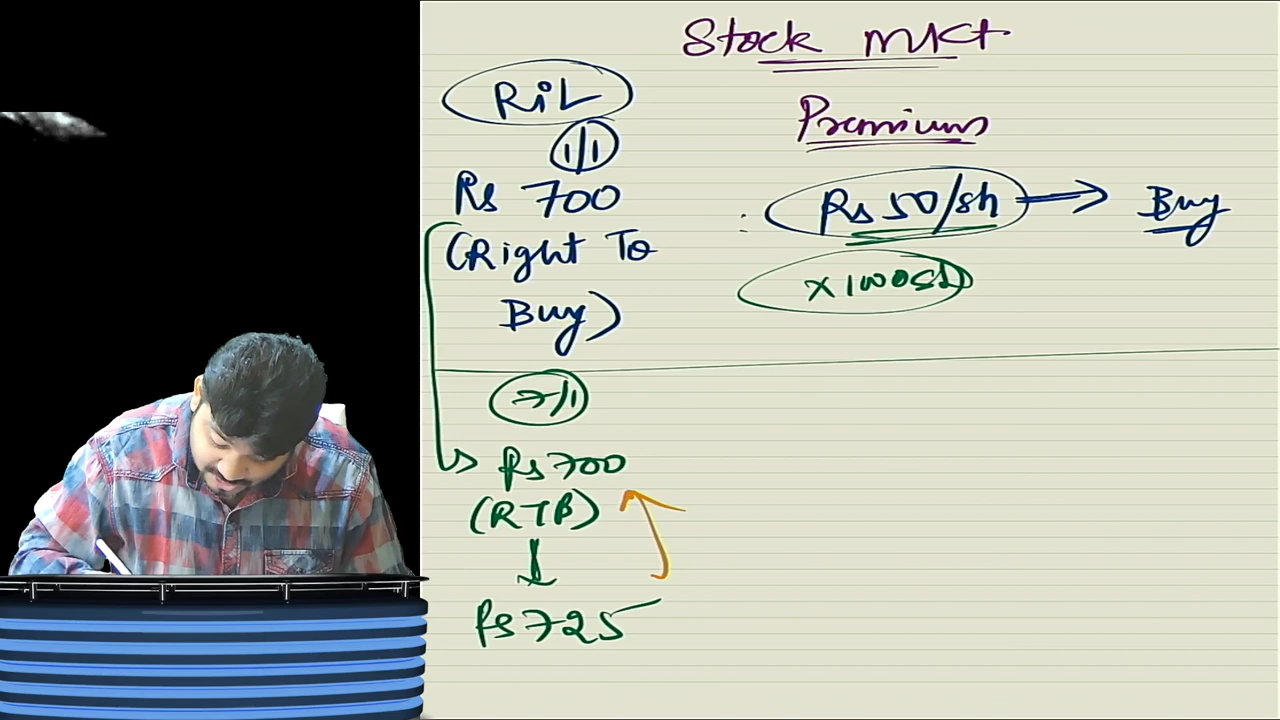 Stock MKt
RiL
1/1
Premium
Rs 700
: Rs 50/sh → Buy
(Right To
Buy)
7/1
Rs 700
(RTB)
↓
Rs 725